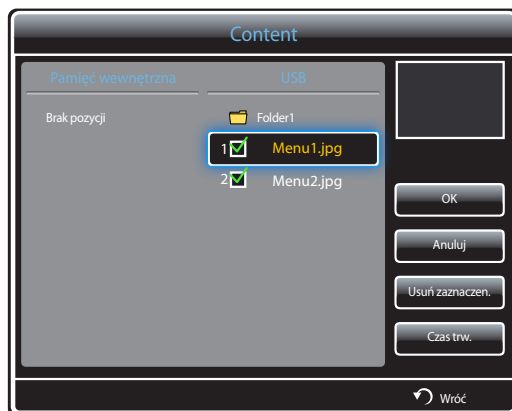 Content
Pamięć wewnętrzna
USB
Brak pozycji
Folder1
1 Menu1.jpg
2 Menu2.jpg
OK
Anuluj
Usuń zaznaczen.
Czas trw.
Wróć